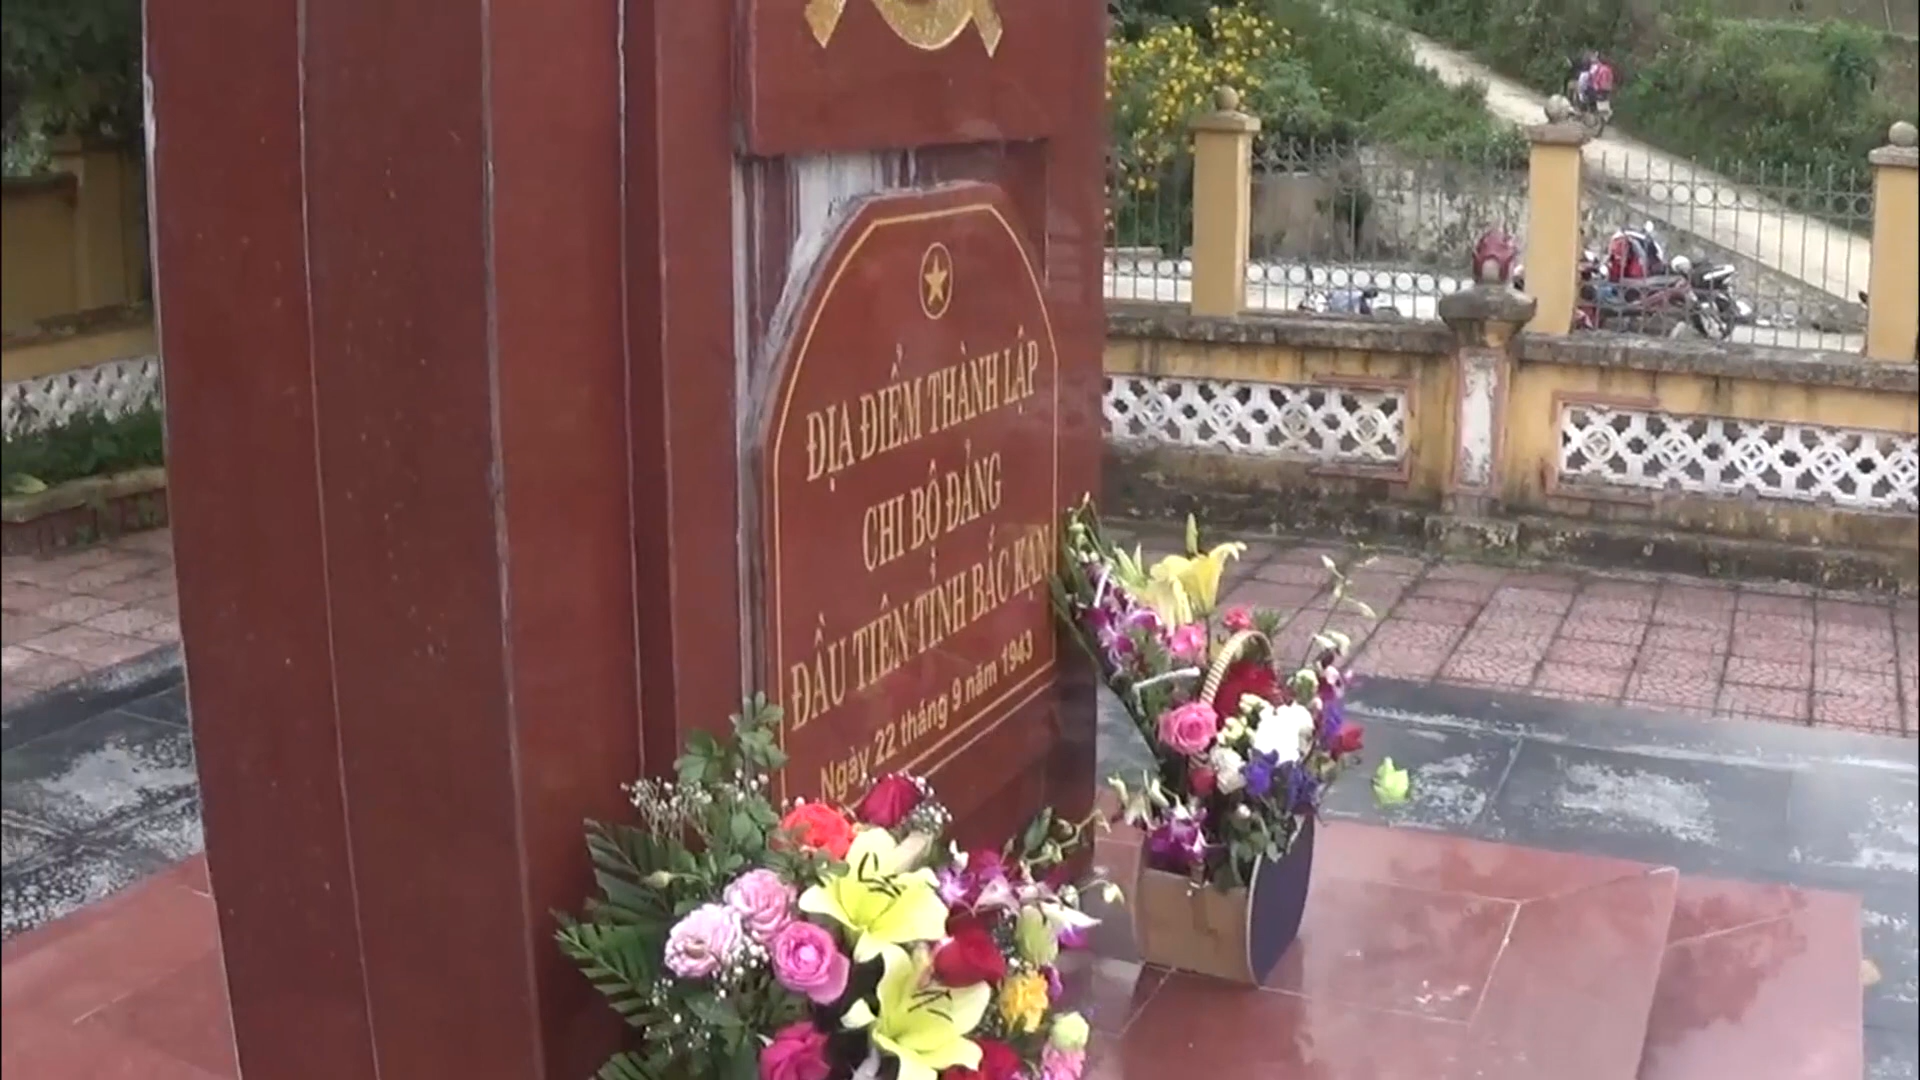 ĐỊA ĐIỂM THÀNH LẬP
CHI BỘ ĐẢNG
ĐẦU TIÊN TỈNH BẮC KẠN
Ngày 22 tháng 9 năm 1943